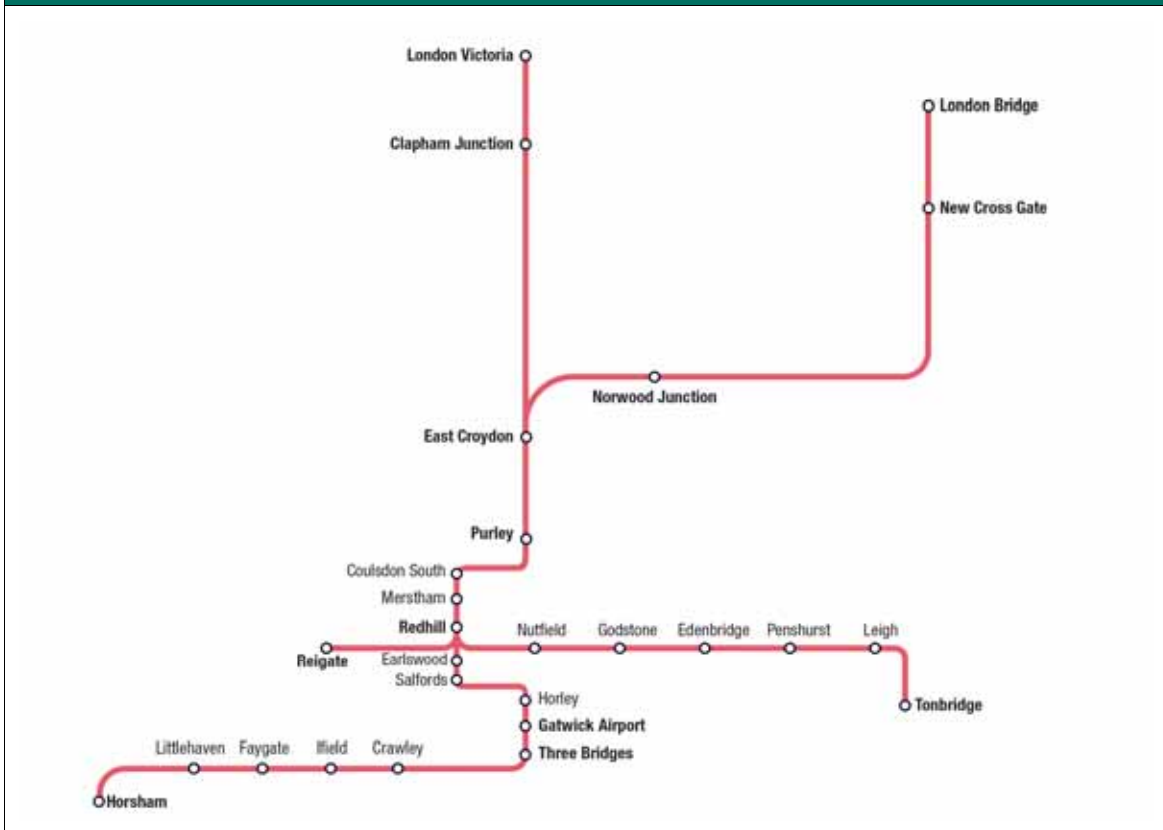 London Victoria
London Bridge
Clapham Junction
New Cross Gate
Norwood Junction
East Croydon
Purley
Coulsdon South
Merstham
Redhill
Nutfield
Godstone
Edenbridge
Penshurst
Leigh
Reigate
Earlswood
Salfords
Horley
Tonbridge
Gatwick Airport
Three Bridges
Littlehaven
Faygate
Ifield
Crawley
Horsham